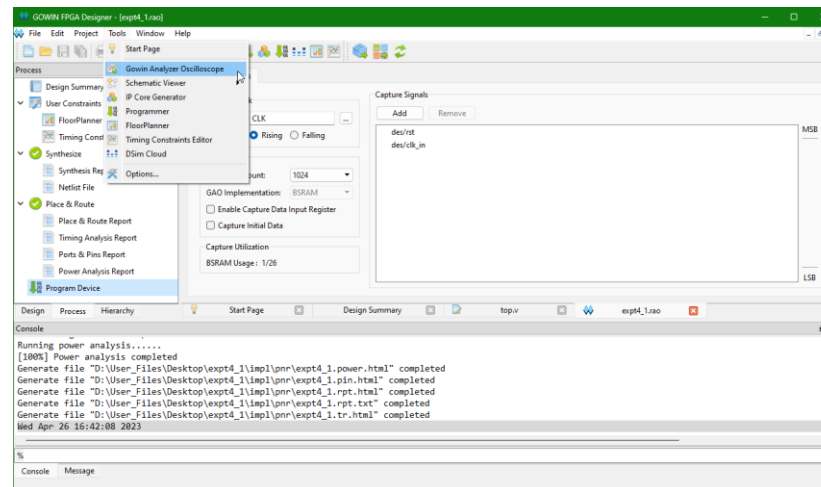 GOWIN FPGA Designer - [expt4_1.rao]
File Edit Project Tools Window Help
Start Page
Gowin Analyzer Oscilloscope
Schematic Viewer
IP Core Generator
Programmer
FloorPlanner
Timing Constraints Editor
DSim Cloud
Options...
Process
Design Summary
User Constraints
FloorPlanner
Timing Const
Synthesize
Synthesis Rep
Netlist File
Place & Route
Place & Route Report
Timing Analysis Report
Ports & Pins Report
Power Analysis Report
Program Device
CLK
...
Rising Falling
1024
GAO Implementation: BSRAM
Enable Capture Data Input Register
Capture Initial Data
Capture Utilization
BSRAM Usage: 1/26
Capture Signals
Add Remove
des/rst
des/clk_in
MSB
LSB
Design Process Hierarchy
Start Page Design Summary top.v expt4_1.rao
Console
Running power analysis......
[100%] Power analysis completed
Generate file "D:\User_Files\Desktop\expt4_1\impl\pnr\expt4_1.power.html" completed
Generate file "D:\User_Files\Desktop\expt4_1\impl\pnr\expt4_1.pin.html" completed
Generate file "D:\User_Files\Desktop\expt4_1\impl\pnr\expt4_1.rpt.html" completed
Generate file "D:\User_Files\Desktop\expt4_1\impl\pnr\expt4_1.rpt.txt" completed
Generate file "D:\User_Files\Desktop\expt4_1\impl\pnr\expt4_1.tr.html" completed
Wed Apr 26 16:42:08 2023
%
Console Message